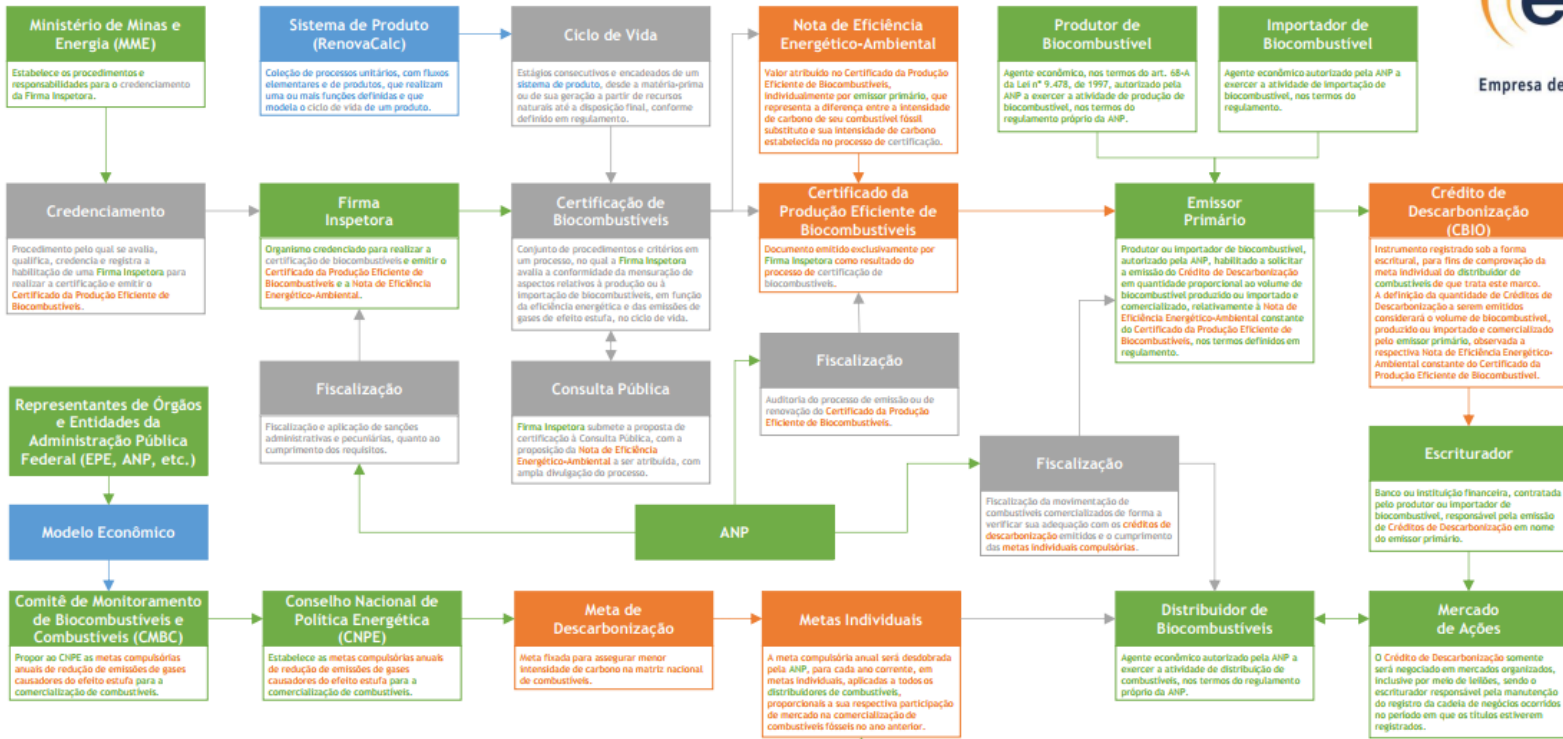 Ministério de Minas e
Energia (MME)
Estabelece os procedimentos e
responsabilidades para o credenciamento
da Firma Inspetora.
Sistema de Produto
(RenovaCalc)
Coleção de processos unitários, com fluxos
elementares e de produtos, que realizam
uma ou mais funções definidas e que
modela o ciclo de vida de um produto.
Ciclo de Vida
Estágios consecutivos e encadeados de um
sistema de produto, desde a matéria-prima
ou de sua geração a partir de recursos
naturais até a disposição final, conforme
definido em regulamento.
Nota de Eficiência
Energético-Ambiental
Valor atribuído no Certificado da Produção
Eficiente de Biocombustíveis,
individualmente por emissor primário, que
representa a diferença entre a intensidade
de carbono de seu combustível fóssil
substituto e sua intensidade de carbono
estabelecida no processo de certificação.
Produtor de
Biocombustível
Agente econômico, nos termos do art. 68-A
da Lei nº 9.478, de 1997, autorizado pela
ANP a exercer a atividade de produção de
biocombustível, nos termos do
regulamento próprio da ANP.
Importador de
Biocombustível
Agente econômico autorizado pela ANP a
exercer a atividade de importação de
biocombustível, nos termos do
regulamento.
e
Empresa de
Credenciamento
Procedimento pelo qual se avalia,
qualifica, credencia e registra a
habilitação de uma Firma Inspetora para
realizar a certificação e emitir o
Certificado da Produção Eficiente de
Biocombustíveis.
Firma
Inspetora
Organismo credenciado para realizar a
certificação de biocombustíveis e emitir o
Certificado da Produção Eficiente de
Biocombustíveis e a Nota de Eficiência
Energético-Ambiental.
Certificação de
Biocombustíveis
Conjunto de procedimentos e critérios em
um processo, no qual a Firma Inspetora
avalia a conformidade da mensuração de
aspectos relativos à produção ou à
importação de biocombustíveis, em função
da eficiência energética e das emissões de
gases de efeito estufa, no ciclo de vida.
Certificado da
Produção Eficiente de
Biocombustíveis
Documento emitido exclusivamente por
Firma Inspetora como resultado do
processo de certificação de
biocombustíveis.
Emissor
Primário
Produtor ou importador de biocombustível,
autorizado pela ANP, habilitado a solicitar
a emissão do Crédito de Descarbonização
em quantidade proporcional ao volume de
biocombustível produzido ou importado e
comercializado, relativamente à Nota de
Eficiência Energético-Ambiental constante
do Certificado da Produção Eficiente de
Biocombustíveis, nos termos definidos em
regulamento.
Crédito de
Descarbonização
(CBIO)
Instrumento registrado sob a forma
escritural, para fins de comprovação da
meta individual do distribuidor de
combustíveis de que trata este marco.
A definição da quantidade de Créditos de
Descarbonização a serem emitidos
considerará o volume de biocombustível,
produzido ou importado e comercializado
pelo emissor primário, observada a
respectiva Nota de Eficiência Energético-
Ambiental constante do Certificado da
Produção Eficiente de Biocombustível.
Representantes de Órgãos
e Entidades da
Administração Pública
Federal (EPE, ANP, etc.)
Fiscalização
Fiscalização e aplicação de sanções
administrativas e pecuniárias, quanto ao
cumprimento dos requisitos.
Consulta Pública
Firma Inspetora submete a proposta de
certificação à Consulta Pública, com a
proposição da Nota de Eficiência
Energético-Ambiental a ser atribuída, com
ampla divulgação do processo.
Fiscalização
Auditoria do processo de emissão ou de
renovação do Certificado da Produção
Eficiente de Biocombustíveis.
Fiscalização
Fiscalização da movimentação de
combustíveis comercializados de forma a
verificar sua adequação com os créditos de
descarbonização emitidos e o cumprimento
das metas individuais compulsórias.
Escriturador
Banco ou instituição financeira, contratada
pelo produtor ou importador de
biocombustível, responsável pela emissão
de Créditos de Descarbonização em nome
do emissor primário.
Modelo Econômico
ANP
Comitê de Monitoramento
de Biocombustíveis e
Combustíveis (CMBC)
Propor ao CNPE as metas compulsórias
anuais de redução de emissões de gases
causadores do efeito estufa para a
comercialização de combustíveis.
Conselho Nacional de
Política Energética
(CNPE)
Estabelece as metas compulsórias anuais
de redução de emissões de gases
causadores do efeito estufa para a
comercialização de combustíveis.
Meta de
Descarbonização
Meta fixada para assegurar menor
intensidade de carbono na matriz nacional
de combustíveis.
Metas Individuais
A meta compulsória anual será desdobrada
pela ANP, para cada ano corrente, em
metas individuais, aplicadas a todos os
distribuidores de combustíveis,
proporcionais a sua respectiva participação
de mercado na comercialização de
combustíveis fósseis no ano anterior.
Distribuidor de
Biocombustíveis
Agente econômico autorizado pela ANP a
exercer a atividade de distribuição de
combustíveis, nos termos do regulamento
próprio da ANP.
Mercado
de Ações
O Crédito de Descarbonização somente
será negociado em mercados organizados,
inclusive por meio de leilões, sendo o
escriturador responsável pela manutenção
do registro da cadeia de negócios ocorridos
no período em que os títulos estiverem
registrados.